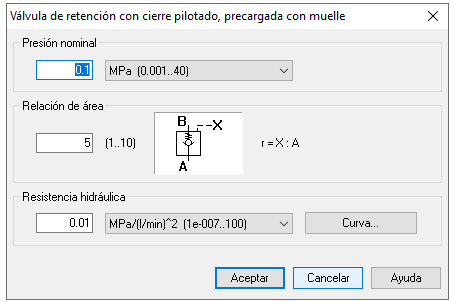 Válvula de retención con cierre pilotado, precargada con muelle
Presión nominal
0.1 MPa (0.001..40)
Relación de área
5 (1..10) B X A r = X : A
Resistencia hidráulica
0.01 MPa/(l/min)^2 (1e-007..100) Curva...
Aceptar Cancelar Ayuda